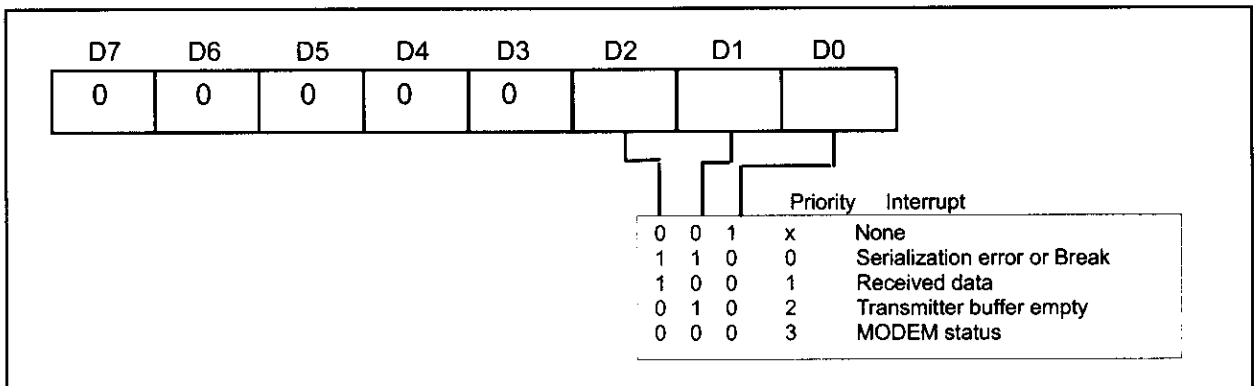 D7 D6 D5 D4 D3 D2 D1 D0
0 0 0 0 0
Priority Interrupt
0 0 1 x None
1 1 0 0 Serialization error or Break
1 0 0 1 Received data
0 1 0 2 Transmitter buffer empty
0 0 0 3 MODEM status